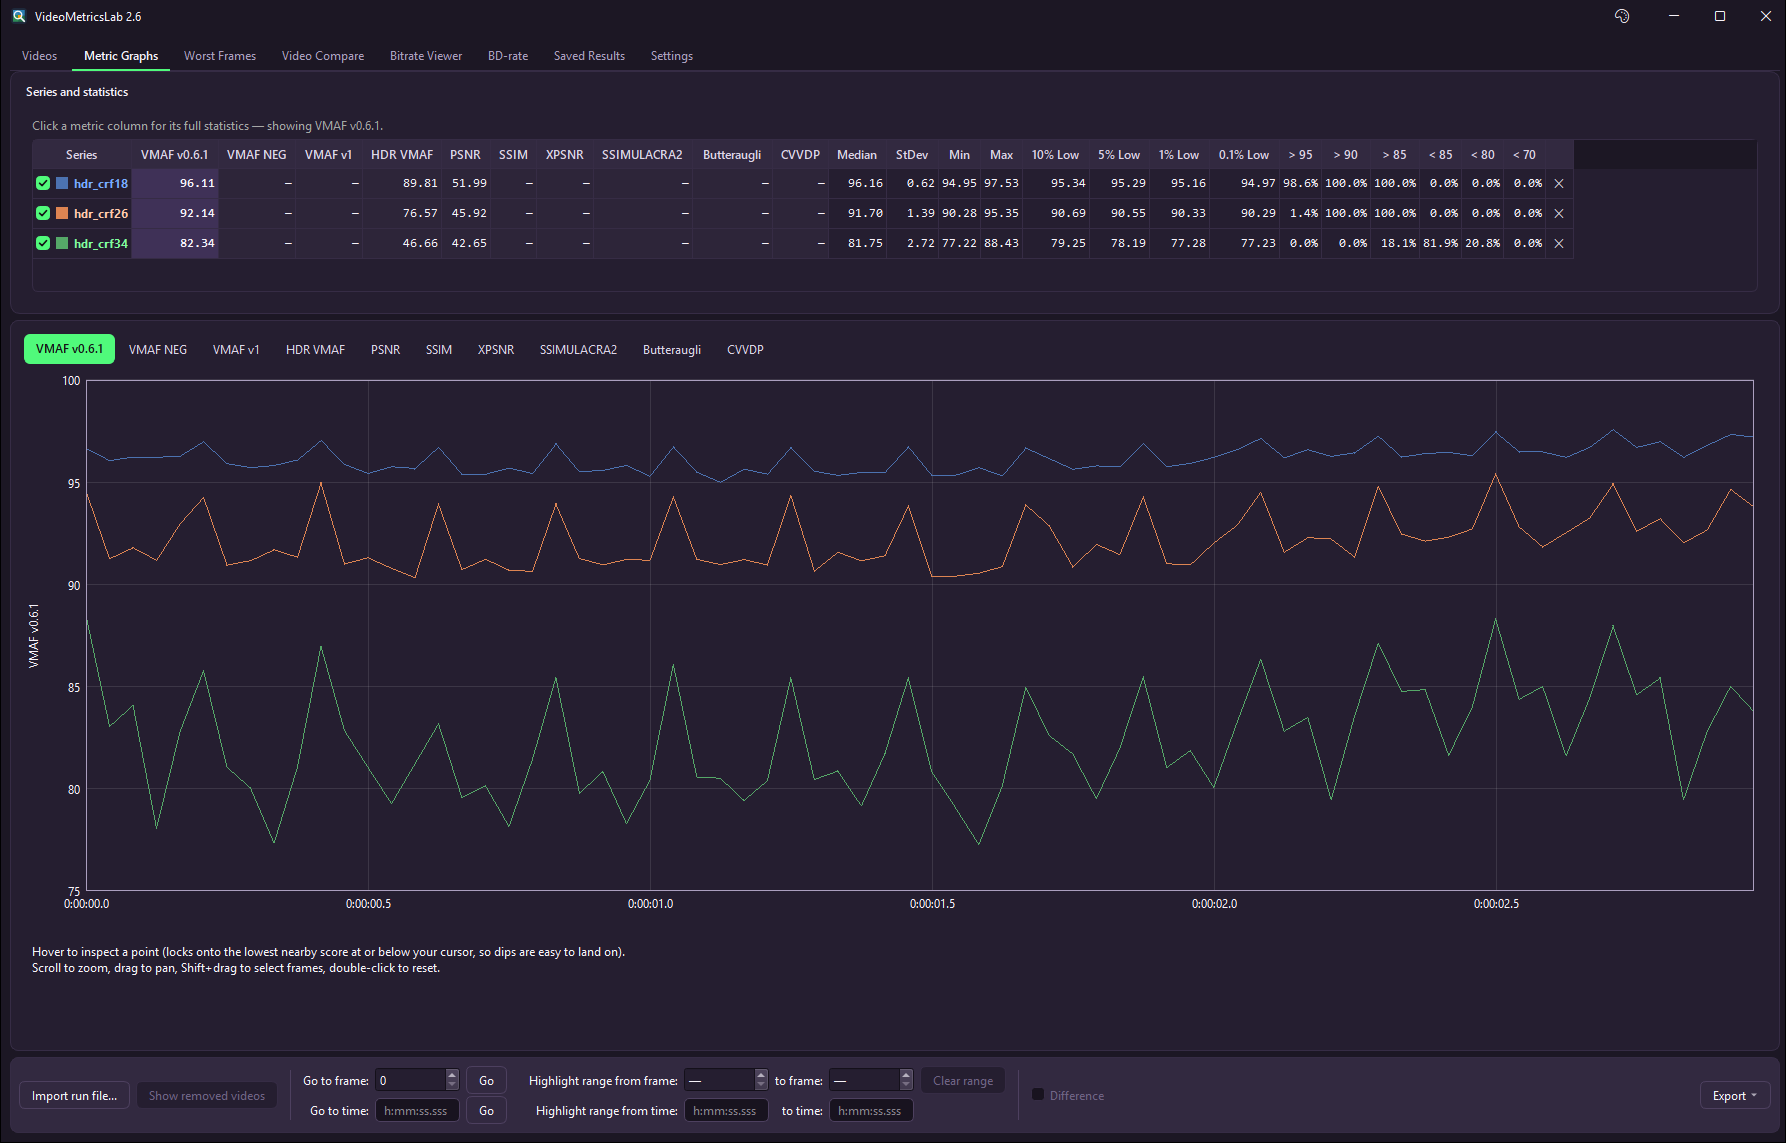 VideoMetricsLab 2.6
Videos Metric Graphs Worst Frames Video Compare Bitrate Viewer BD-rate Saved Results Settings
Series and statistics
Click a metric column for its full statistics — showing VMAF v0.6.1.
Series VMAF v0.6.1 VMAF NEG VMAF v1 HDR VMAF PSNR SSIM XPSNR SSIMULACRA2 Butteraugli CVVDP Median StDev Min Max 10% Low 5% Low 1% Low 0.1% Low > 95 > 90 > 85 < 85 < 80 < 70
hdr_crf18 96.11 — — 89.81 51.99 — — — — — 96.16 0.62 94.95 97.53 95.34 95.29 95.16 94.97 98.6% 100.0% 100.0% 0.0% 0.0% 0.0%
hdr_crf26 92.14 — — 76.57 45.92 — — — — — 91.70 1.39 90.28 95.35 90.69 90.55 90.33 90.29 1.4% 100.0% 100.0% 0.0% 0.0% 0.0%
hdr_crf34 82.34 — — 46.66 42.65 — — — — — 81.75 2.72 77.22 88.43 79.25 78.19 77.28 77.23 0.0% 0.0% 18.1% 81.9% 20.8% 0.0%
VMAF v0.6.1 VMAF NEG VMAF v1 HDR VMAF PSNR SSIM XPSNR SSIMULACRA2 Butteraugli CVVDP
100
95
90
85
80
75
VMAF v0.6.1
0:00:00.0 0:00:00.5 0:00:01.0 0:00:01.5 0:00:02.0 0:00:02.5
Hover to inspect a point (locks onto the lowest nearby score at or below your cursor, so dips are easy to land on).
Scroll to zoom, drag to pan, Shift+drag to select frames, double-click to reset.
Import run file... Show removed videos
Go to frame: 0 Go Highlight range from frame: — to frame: — Clear range
Go to time: h:mm:ss.sss Go Highlight range from time: h:mm:ss.sss to time: h:mm:ss.sss
Difference
Export